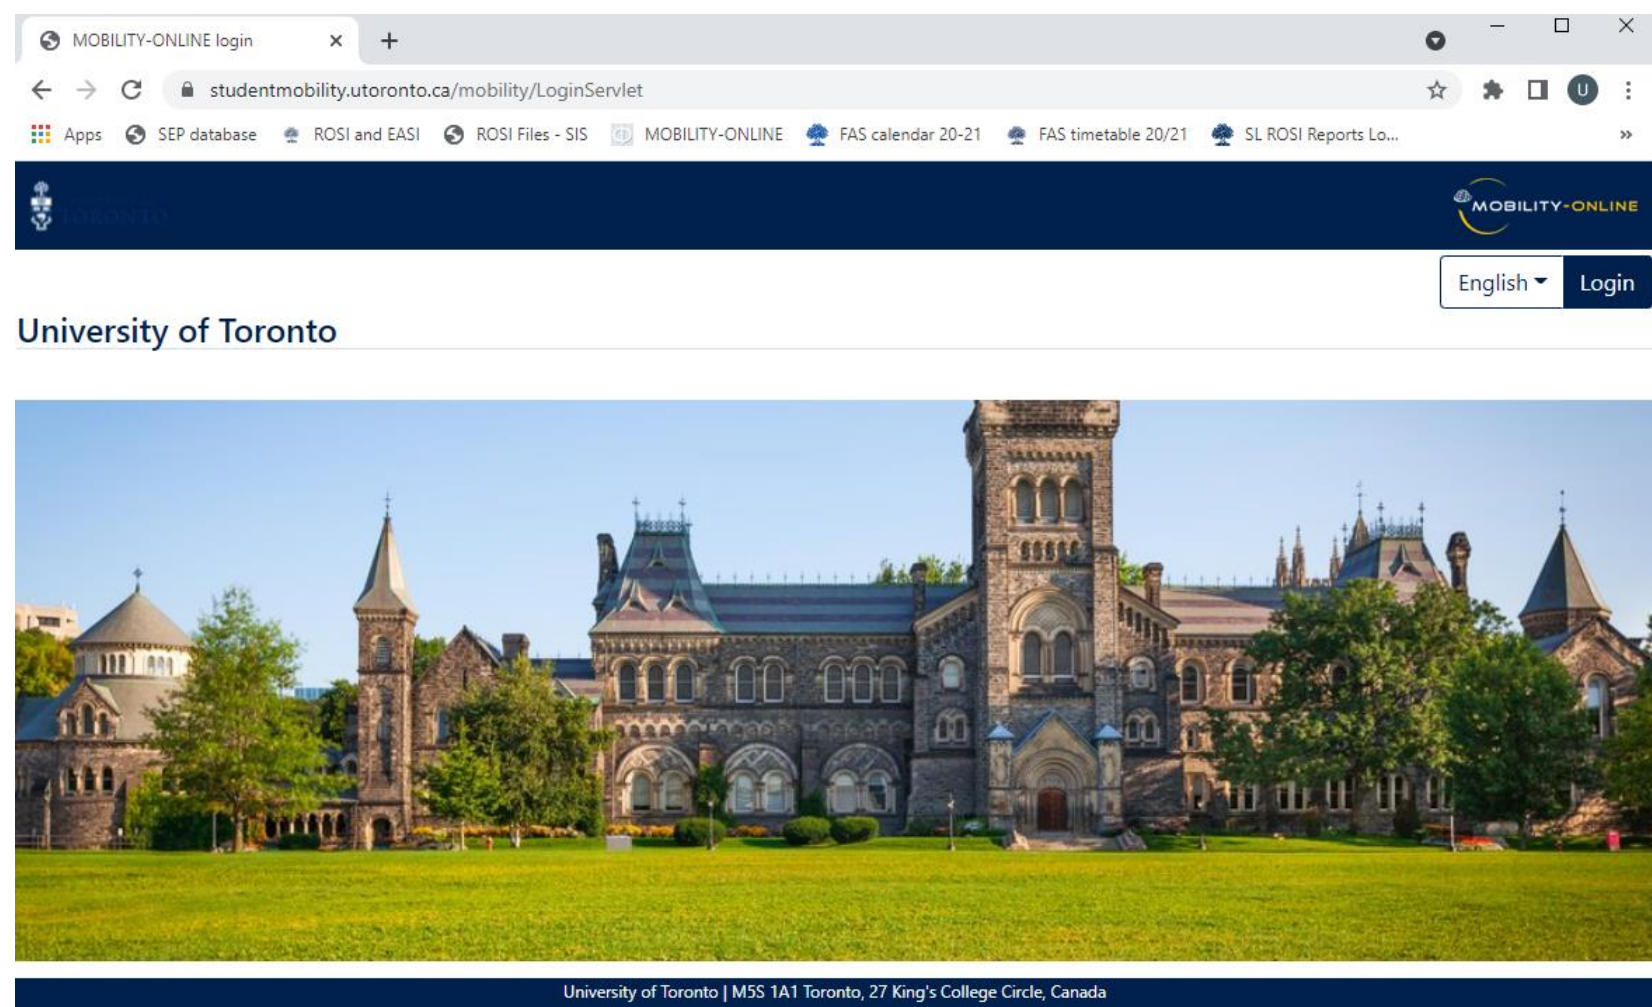 MOBILITY-ONLINE login
studentmobility.utoronto.ca/mobility/LoginServlet
U
Apps SEP database ROSI and EASI ROSI Files - SIS MOBILITY-ONLINE FAS calendar 20-21 FAS timetable 20/21 SL ROSI Reports Lo... »
TORONTO
MOBILITY-ONLINE
English Login
University of Toronto
University of Toronto | M5S 1A1 Toronto, 27 King's College Circle, Canada